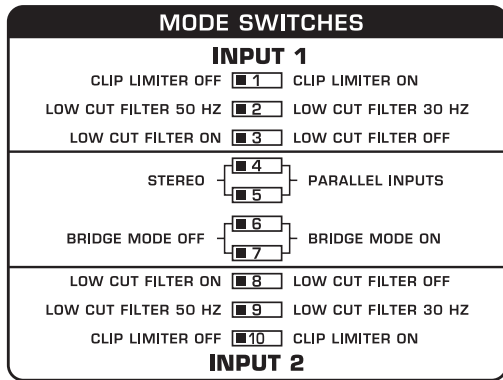 MODE SWITCHES
INPUT 1
CLIP LIMITER OFF 1 CLIP LIMITER ON
LOW CUT FILTER 50 HZ 2 LOW CUT FILTER 30 HZ
LOW CUT FILTER ON 3 LOW CUT FILTER OFF
4
STEREO PARALLEL INPUTS
5
6
BRIDGE MODE OFF BRIDGE MODE ON
7
LOW CUT FILTER ON 8 LOW CUT FILTER OFF
LOW CUT FILTER 50 HZ 9 LOW CUT FILTER 30 HZ
CLIP LIMITER OFF 10 CLIP LIMITER ON
INPUT 2